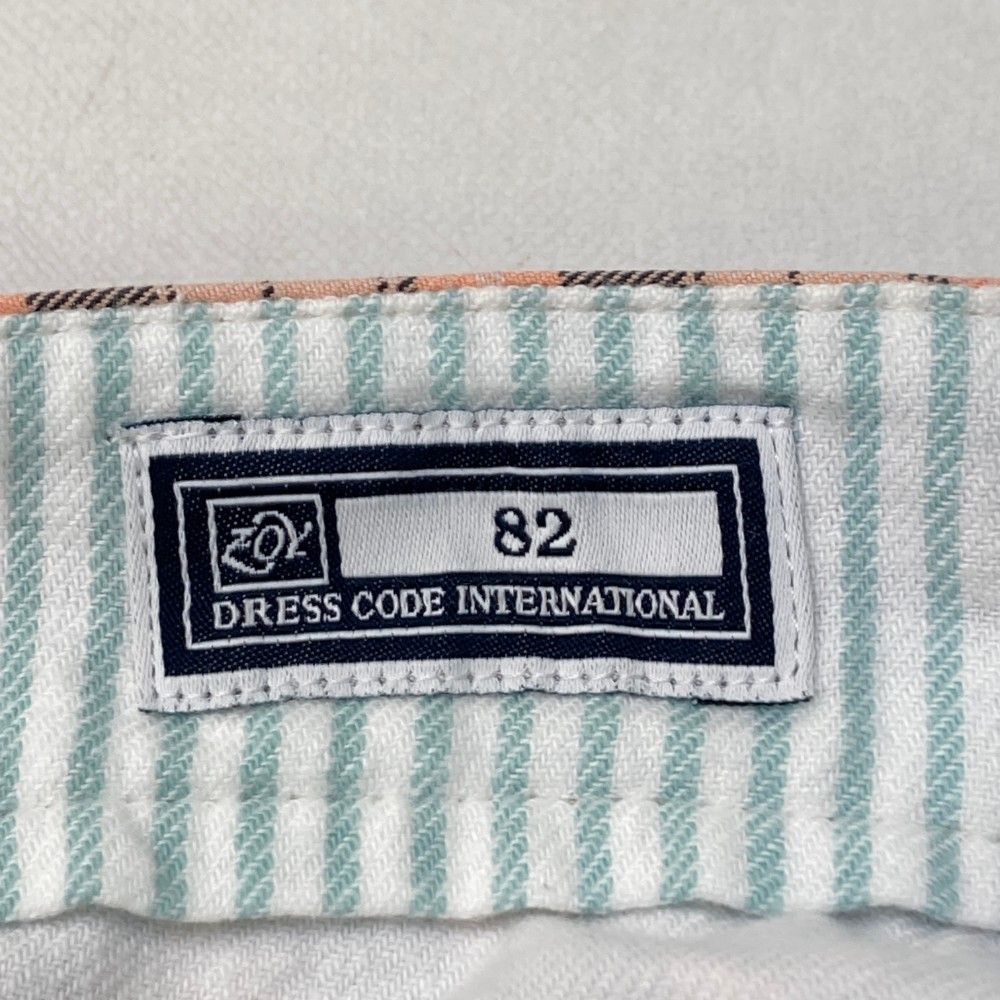 ZOY
82
DRESS CODE INTERNATIONAL